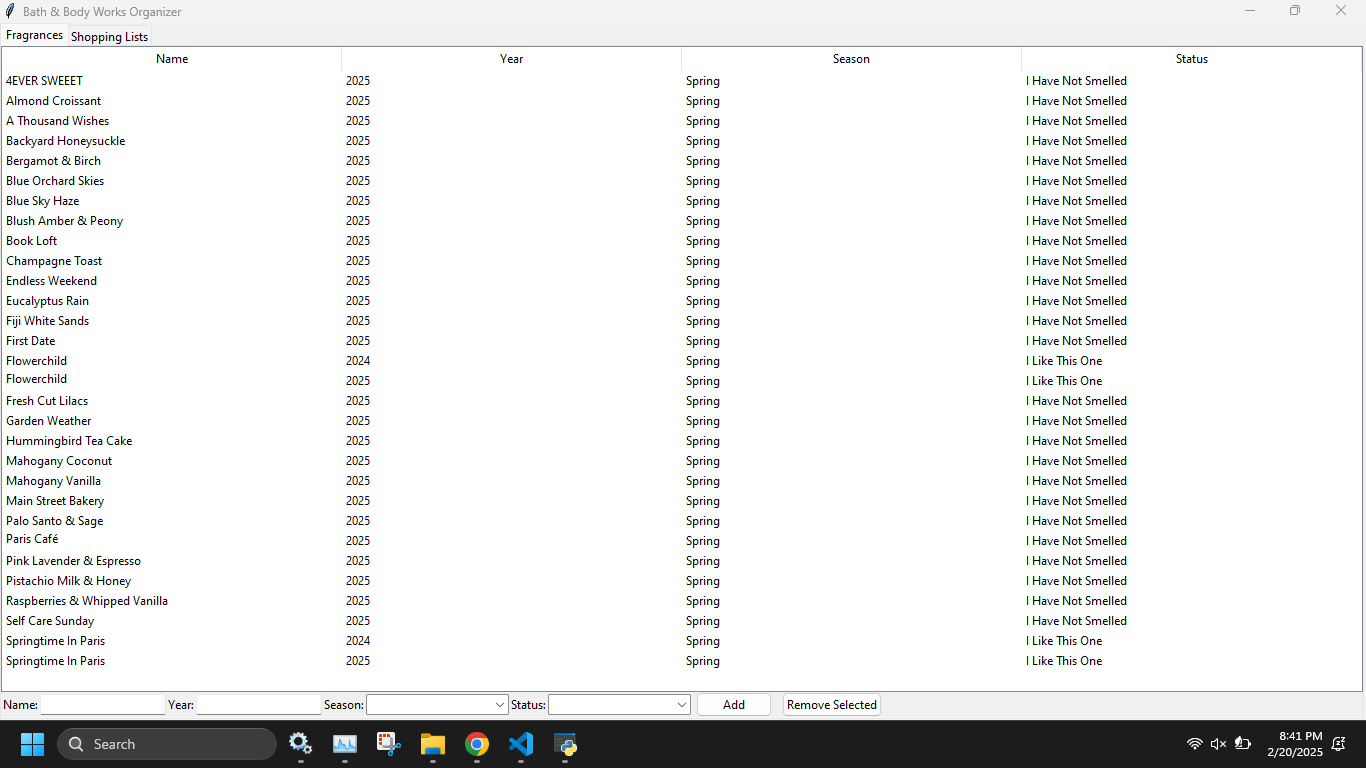 Bath & Body Works Organizer
Fragrances Shopping Lists
Name Year Season Status
4EVER SWEEET 2025 Spring I Have Not Smelled
Almond Croissant 2025 Spring I Have Not Smelled
A Thousand Wishes 2025 Spring I Have Not Smelled
Backyard Honeysuckle 2025 Spring I Have Not Smelled
Bergamot & Birch 2025 Spring I Have Not Smelled
Blue Orchard Skies 2025 Spring I Have Not Smelled
Blue Sky Haze 2025 Spring I Have Not Smelled
Blush Amber & Peony 2025 Spring I Have Not Smelled
Book Loft 2025 Spring I Have Not Smelled
Champagne Toast 2025 Spring I Have Not Smelled
Endless Weekend 2025 Spring I Have Not Smelled
Eucalyptus Rain 2025 Spring I Have Not Smelled
Fiji White Sands 2025 Spring I Have Not Smelled
First Date 2025 Spring I Have Not Smelled
Flowerchild 2024 Spring I Like This One
Flowerchild 2025 Spring I Like This One
Fresh Cut Lilacs 2025 Spring I Have Not Smelled
Garden Weather 2025 Spring I Have Not Smelled
Hummingbird Tea Cake 2025 Spring I Have Not Smelled
Mahogany Coconut 2025 Spring I Have Not Smelled
Mahogany Vanilla 2025 Spring I Have Not Smelled
Main Street Bakery 2025 Spring I Have Not Smelled
Palo Santo & Sage 2025 Spring I Have Not Smelled
Paris Café 2025 Spring I Have Not Smelled
Pink Lavender & Espresso 2025 Spring I Have Not Smelled
Pistachio Milk & Honey 2025 Spring I Have Not Smelled
Raspberries & Whipped Vanilla 2025 Spring I Have Not Smelled
Self Care Sunday 2025 Spring I Have Not Smelled
Springtime In Paris 2024 Spring I Like This One
Springtime In Paris 2025 Spring I Like This One
Name: Year: Season: Status: Add Remove Selected
Search
8:41 PM
2/20/2025